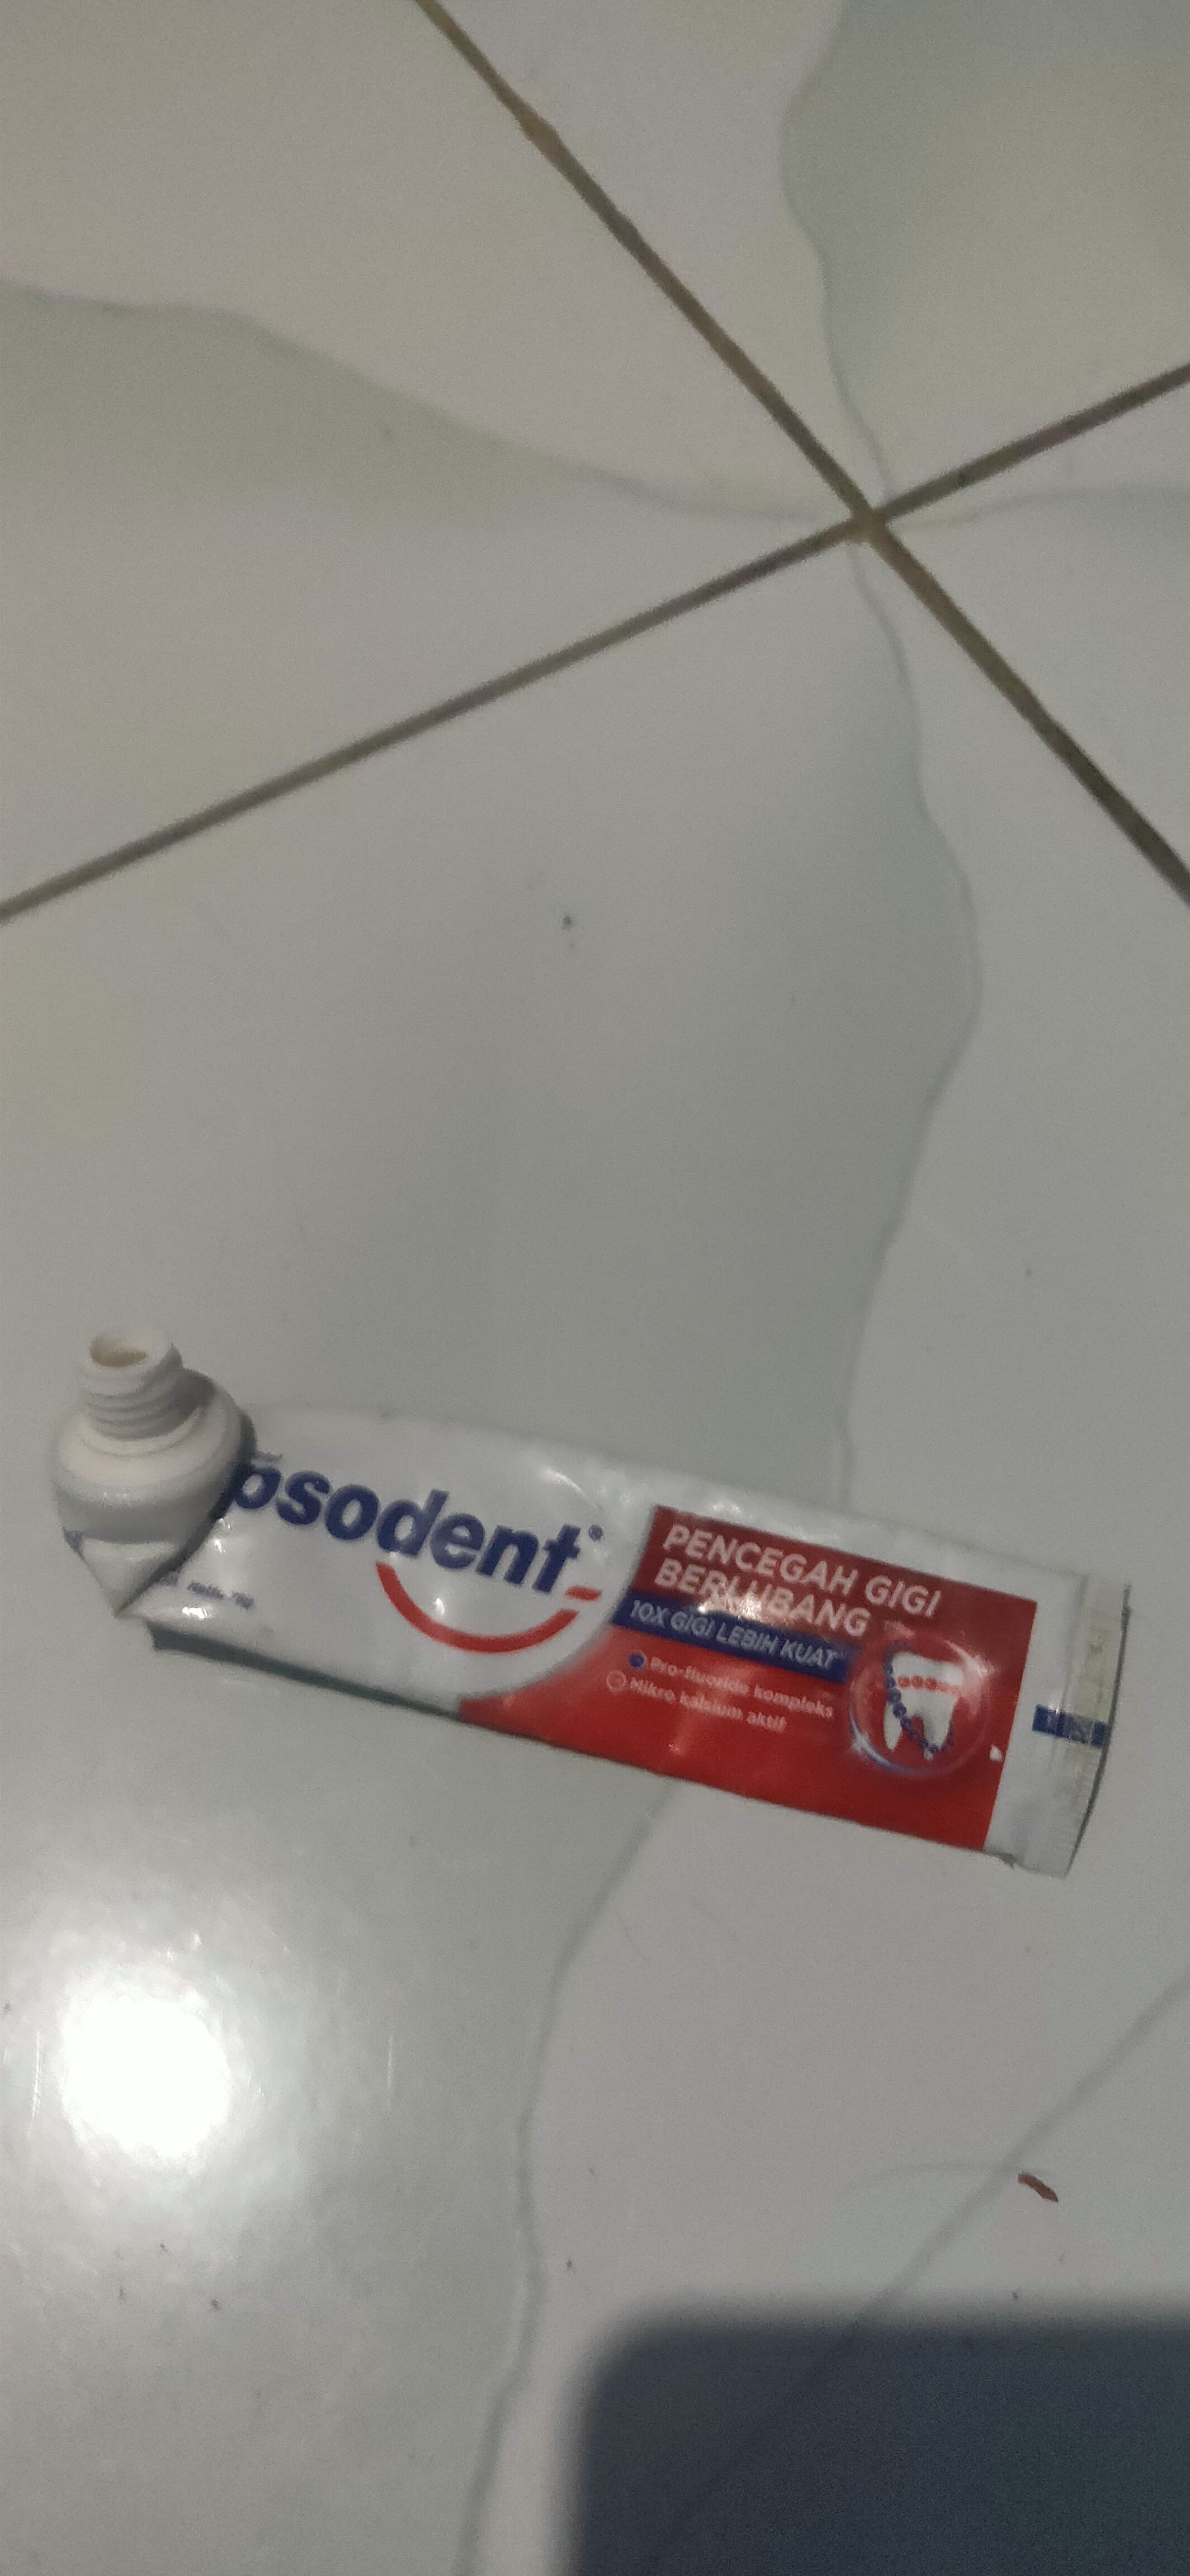 psodent
PENCEGAH GIGI
BERLUBANG
10X GIGI LEBIH KUAT
Pro-fluoride kompleks
Mikro kalsium aktif